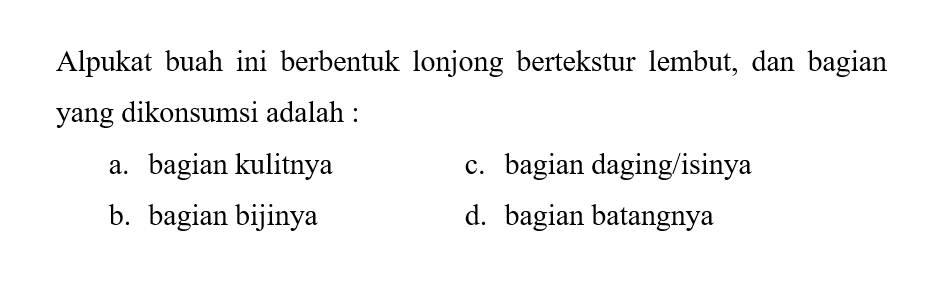 Alpukat buah ini berbentuk lonjong bertekstur lembut, dan bagian
yang dikonsumsi adalah :
a. bagian kulitnya c. bagian daging/isinya
b. bagian bijinya d. bagian batangnya